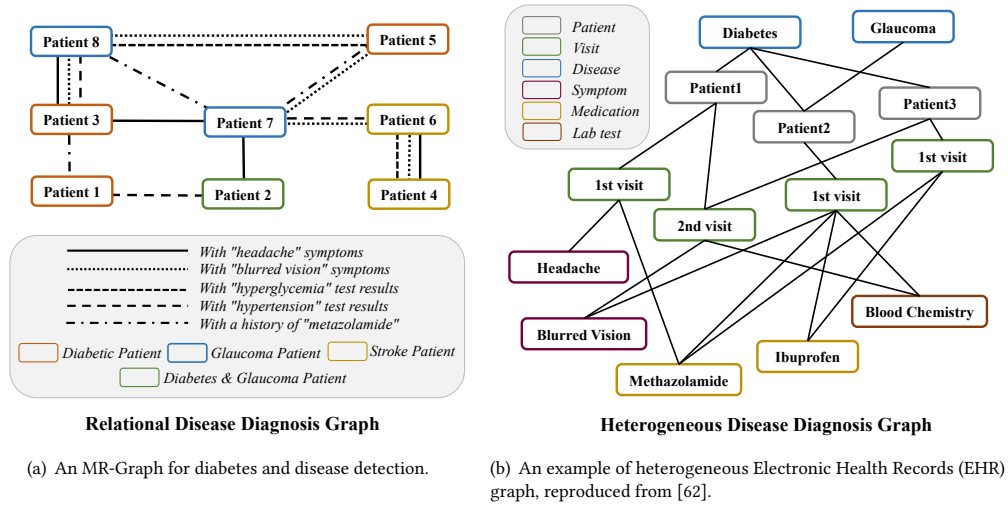 Patient 8
Patient 5
Patient 3
Patient 7
Patient 6
Patient 1
Patient 2
Patient 4
With "headache" symptoms
With "blurred vision" symptoms
With "hyperglycemia" test results
With "hypertension" test results
With a history of "metazolamide"
Diabetic Patient
Glaucoma Patient
Stroke Patient
Diabetes & Glaucoma Patient
Relational Disease Diagnosis Graph
(a) An MR-Graph for diabetes and disease detection.
Patient
Visit
Disease
Symptom
Medication
Lab test
Diabetes
Glaucoma
Patient1
Patient2
Patient3
1st visit
2nd visit
1st visit
1st visit
Headache
Blurred Vision
Methazolamide
Ibuprofen
Blood Chemistry
Heterogeneous Disease Diagnosis Graph
(b) An example of heterogeneous Electronic Health Records (EHR)
graph, reproduced from [62].